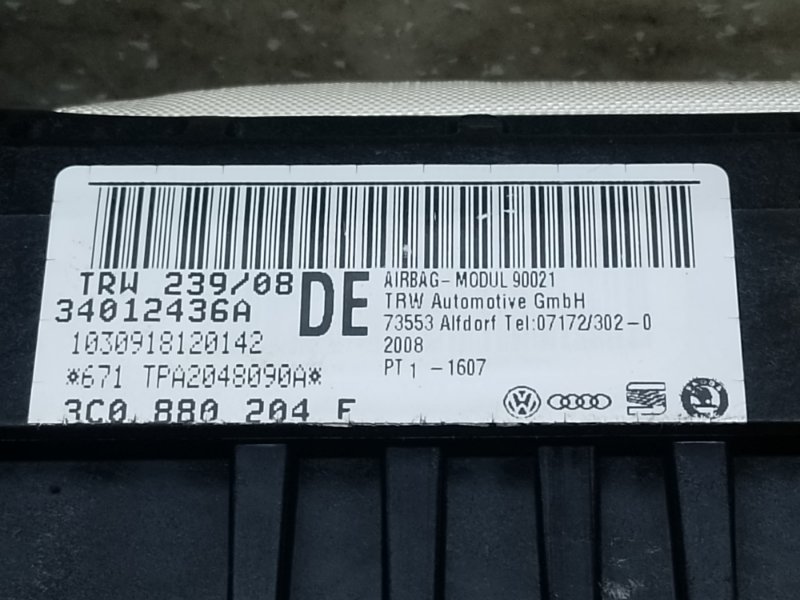 TRW 239/08
34012436A
1030918120142
*671 TPA2048090A*
3C0 880 204 F
DE
AIRBAG- MODUL 90021
TRW Automotive GmbH
73553 Alfdorf Tel:07172/302-0
2008
PT 1 -1607